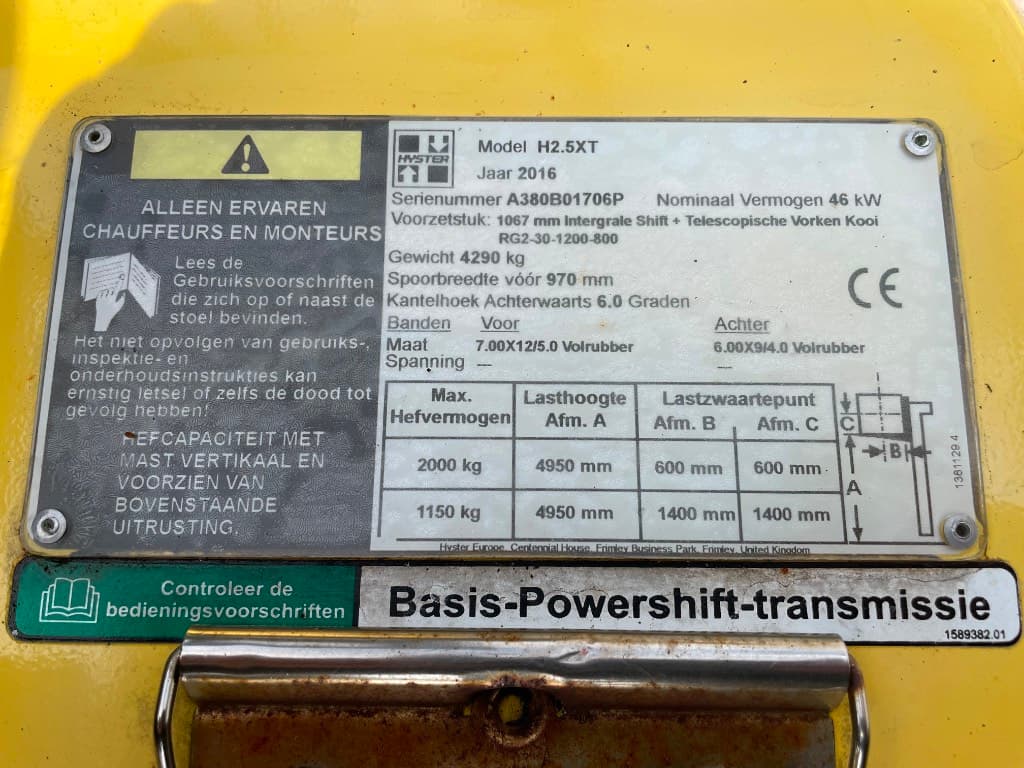 ALLEEN ERVAREN
CHAUFFEURS EN MONTEURS
Lees de
Gebruiksvoorschriften
die zich op of naast de
stoel bevinden.
Het niet opvolgen van gebruiks-,
inspektie- en
onderhoudsinstrukties kan
ernstig letsel of zelfs de dood tot
gevolg hebben!
HEFCAPACITEIT MET
MAST VERTIKAAL EN
VOORZIEN VAN
BOVENSTAANDE
UITRUSTING.
HYSTER
Model H2.5XT
Jaar 2016
Serienummer A380B01706P Nominaal Vermogen 46 kW
Voorzetstuk: 1067 mm Intergrale Shift + Telescopische Vorken Kooi
RG2-30-1200-800
Gewicht 4290 kg
Spoorbreedte vóór 970 mm
Kantelhoek Achterwaarts 6.0 Graden
CE
Banden Voor Achter
Maat 7.00X12/5.0 Volrubber 6.00X9/4.0 Volrubber
Spanning — —
Max. Lasthoogte Lastzwaartepunt
Hefvermogen Afm. A Afm. B Afm. C
2000 kg 4950 mm 600 mm 600 mm
1150 kg 4950 mm 1400 mm 1400 mm
C
B
A
1381129 4
Hyster Europe, Centennial House, Frimley Business Park, Frimley, United Kingdom
Controleer de
bedieningsvoorschriften
Basis-Powershift-transmissie
1589382.01